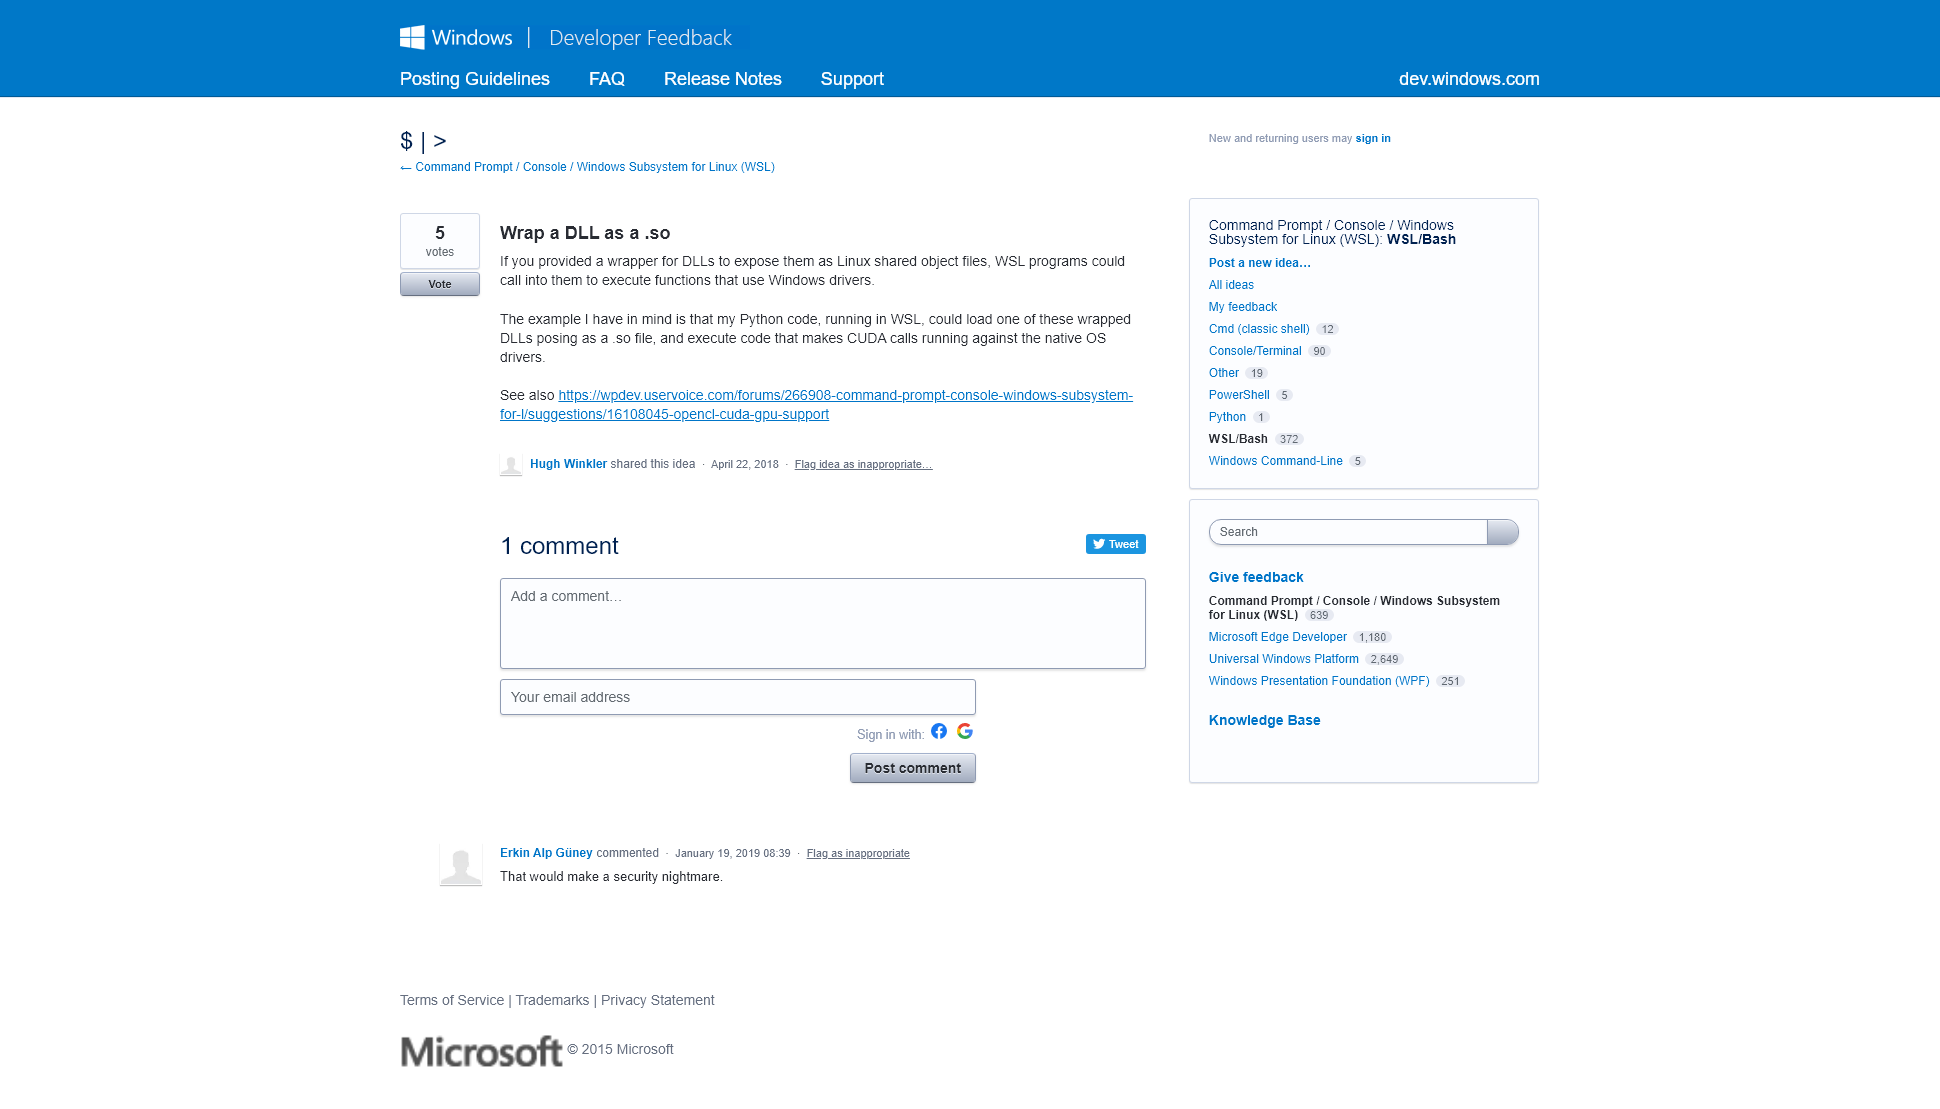 Windows | Developer Feedback
Posting Guidelines FAQ Release Notes Support dev.windows.com
$ | >
← Command Prompt / Console / Windows Subsystem for Linux (WSL)
New and returning users may sign in
5
votes
Vote
Wrap a DLL as a .so
If you provided a wrapper for DLLs to expose them as Linux shared object files, WSL programs could
call into them to execute functions that use Windows drivers.
The example I have in mind is that my Python code, running in WSL, could load one of these wrapped
DLLs posing as a .so file, and execute code that makes CUDA calls running against the native OS
drivers.
See also https://wpdev.uservoice.com/forums/266908-command-prompt-console-windows-subsystem-
for-l/suggestions/16108045-opencl-cuda-gpu-support
Hugh Winkler shared this idea · April 22, 2018 · Flag idea as inappropriate…
1 comment
Tweet
Add a comment…
Your email address
Sign in with:
Post comment
Erkin Alp Güney commented · January 19, 2019 08:39 · Flag as inappropriate
That would make a security nightmare.
Command Prompt / Console / Windows
Subsystem for Linux (WSL): WSL/Bash
Post a new idea…
All ideas
My feedback
Cmd (classic shell) 12
Console/Terminal 90
Other 19
PowerShell 5
Python 1
WSL/Bash 372
Windows Command-Line 5
Search
Give feedback
Command Prompt / Console / Windows Subsystem
for Linux (WSL) 639
Microsoft Edge Developer 1,180
Universal Windows Platform 2,649
Windows Presentation Foundation (WPF) 251
Knowledge Base
Terms of Service | Trademarks | Privacy Statement
Microsoft © 2015 Microsoft